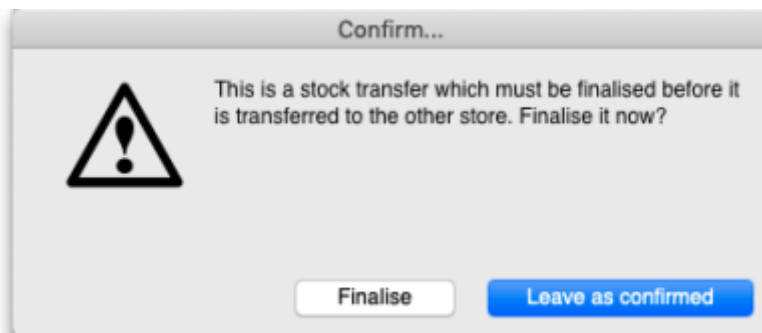 Confirm...
This is a stock transfer which must be finalised before it
is transferred to the other store. Finalise it now?
Finalise
Leave as confirmed